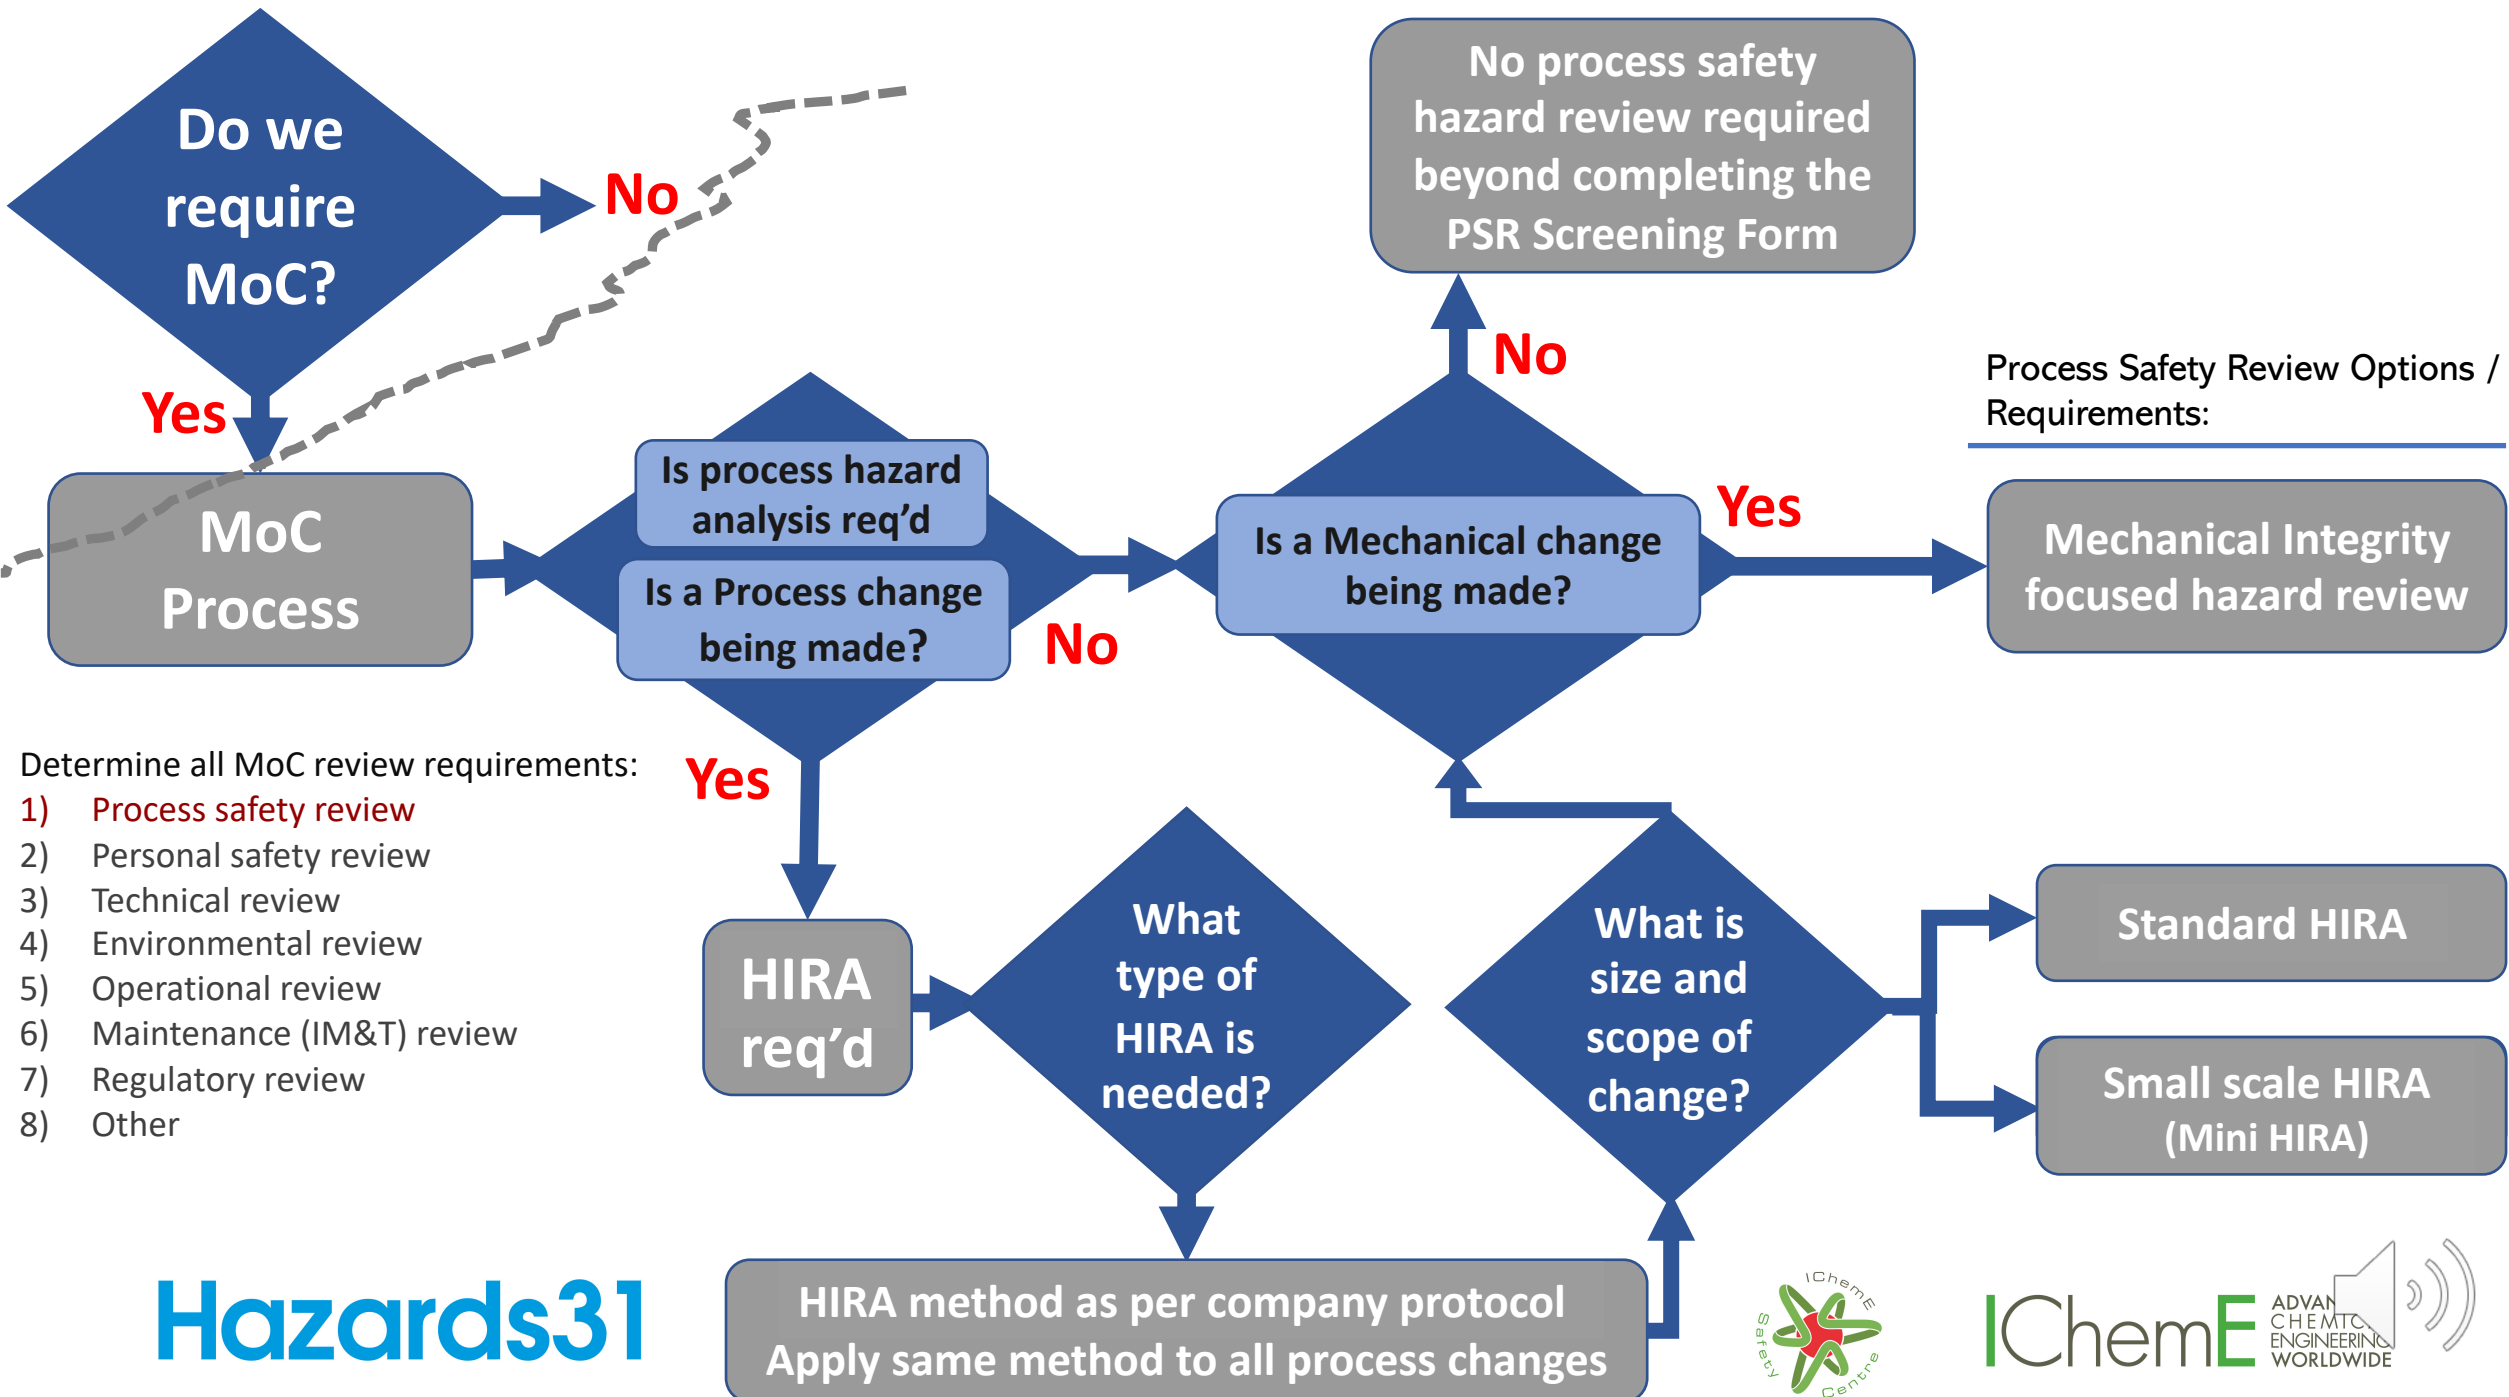 Do we
require
MoC?
No
Yes
MoC
Process
Is process hazard
analysis req’d
Is a Process change
being made?
No
Yes
No process safety
hazard review required
beyond completing the
PSR Screening Form
No
Is a Mechanical change
being made?
Yes
Process Safety Review Options /
Requirements:
Mechanical Integrity
focused hazard review
Determine all MoC review requirements:
1) Process safety review
2) Personal safety review
3) Technical review
4) Environmental review
5) Operational review
6) Maintenance (IM&T) review
7) Regulatory review
8) Other
HIRA
req’d
What
type of
HIRA is
needed?
What is
size and
scope of
change?
Standard HIRA
Small scale HIRA
(Mini HIRA)
HIRA method as per company protocol
Apply same method to all process changes
Hazards31
IChemE
Safety
Centre
IChemE
ENGINEERING
WORLDWIDE